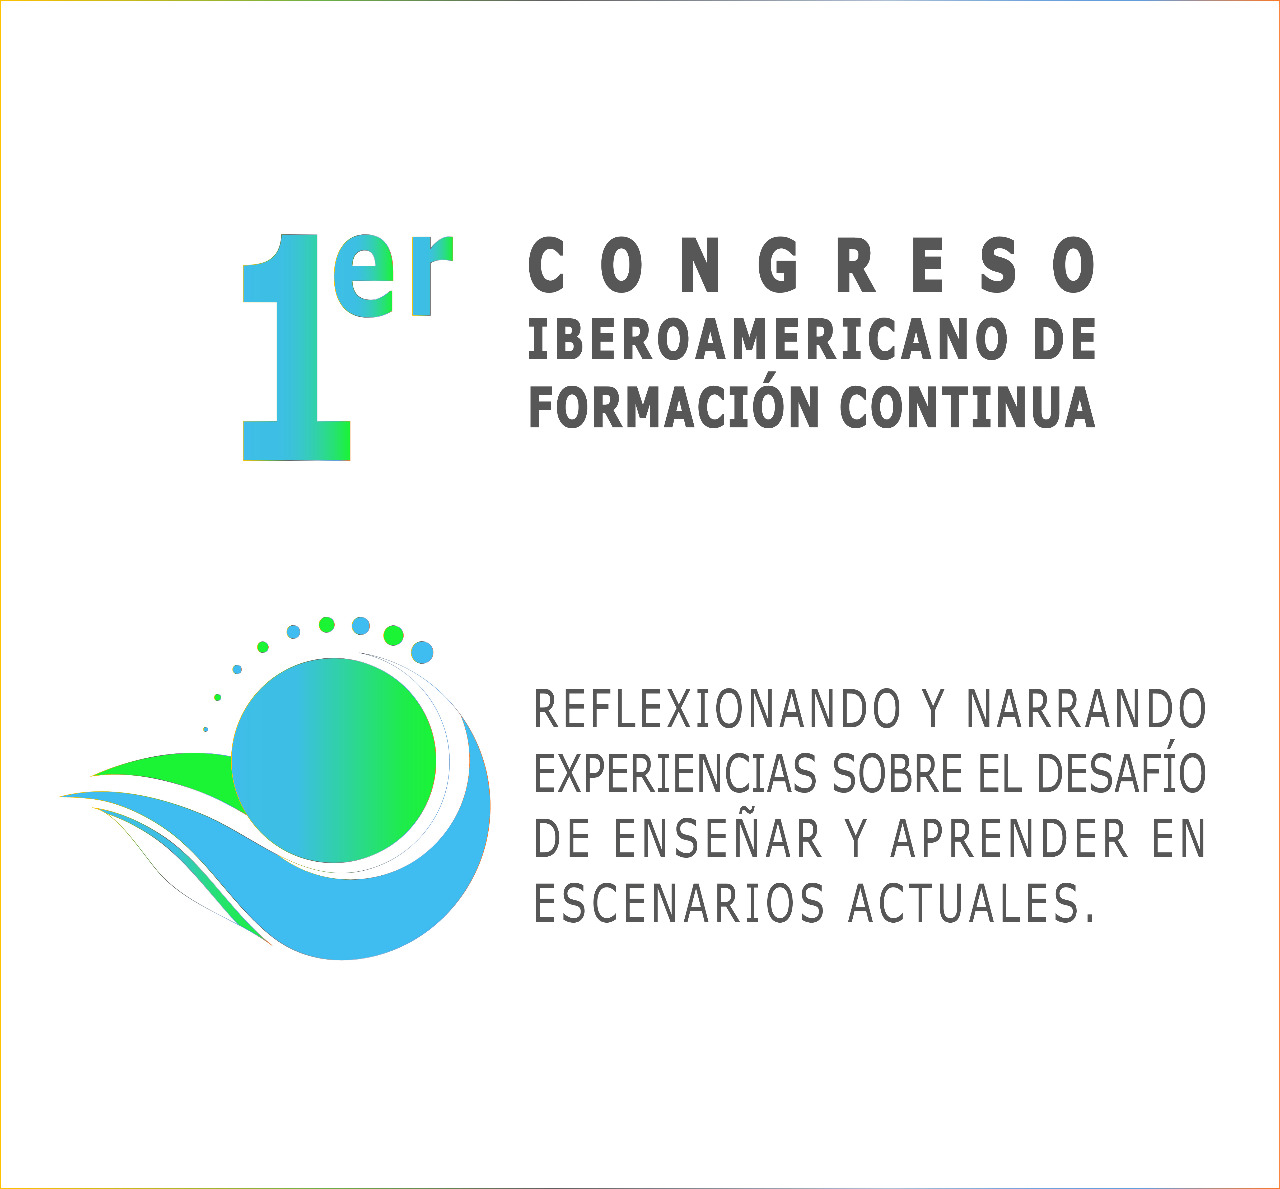 1er
CONGRESO
IBEROAMERICANO DE
FORMACIÓN CONTINUA
REFLEXIONANDO Y NARRANDO
EXPERIENCIAS SOBRE EL DESAFÍO
DE ENSEÑAR Y APRENDER EN
ESCENARIOS ACTUALES.